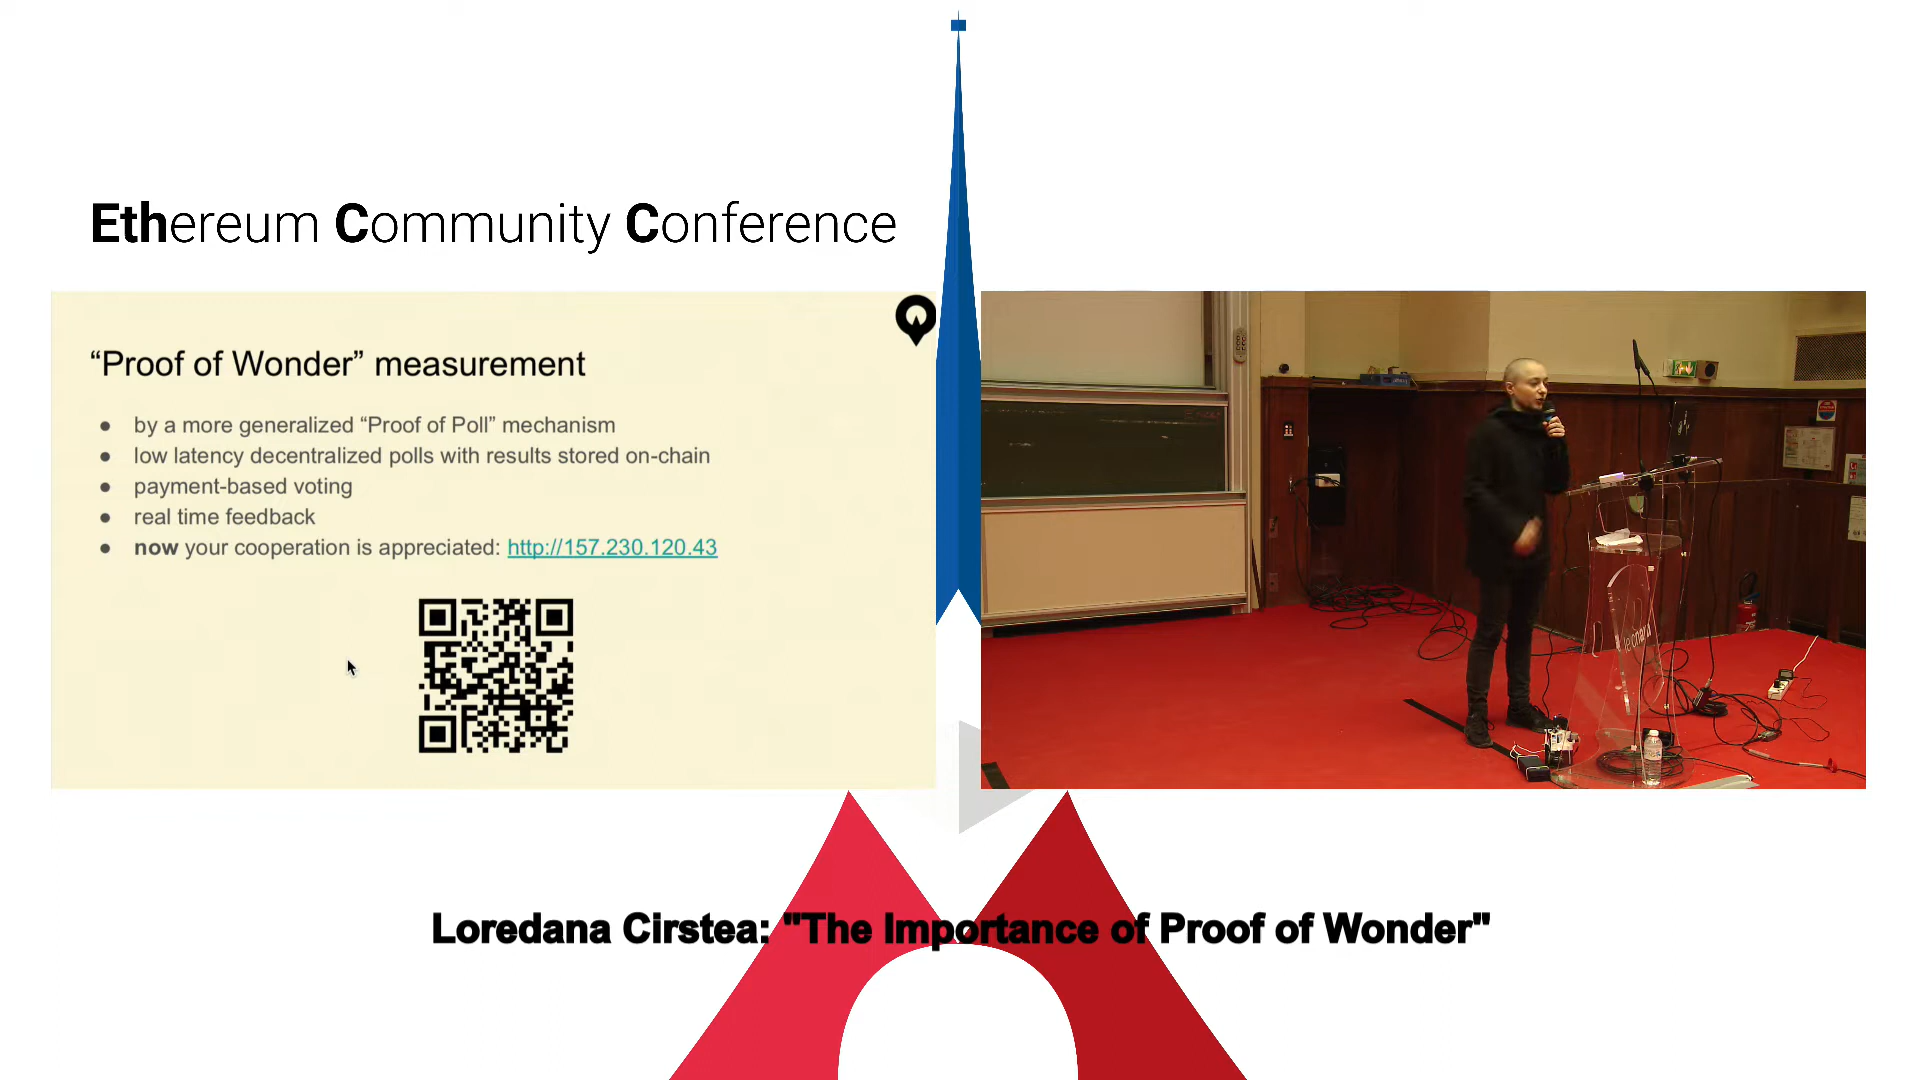 Ethereum Community Conference
“Proof of Wonder” measurement
● by a more generalized “Proof of Poll” mechanism
● low latency decentralized polls with results stored on-chain
● payment-based voting
● real time feedback
● now your cooperation is appreciated: http://157.230.120.43
Loredana Cirstea: "The Importance of Proof of Wonder"